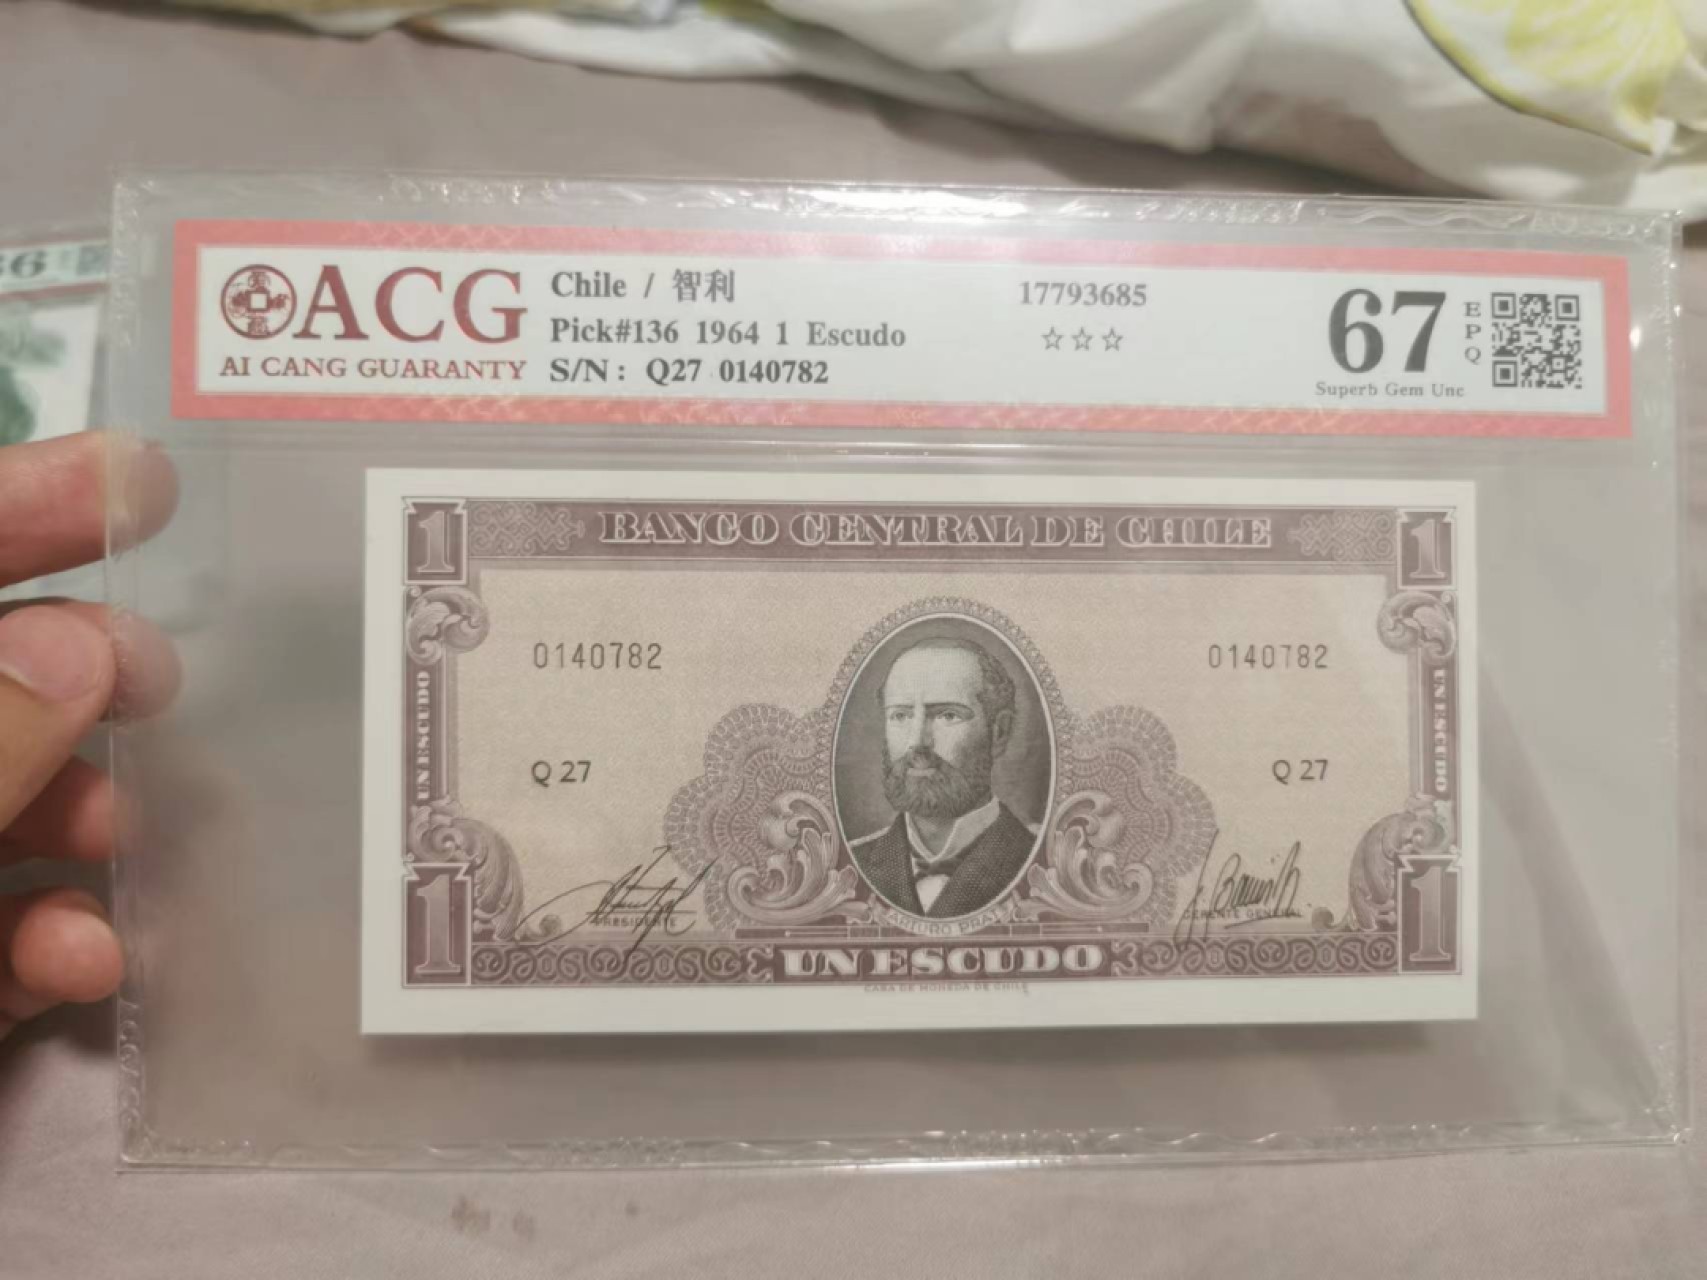 ACG
AI CANG GUARANTY
Chile / 智利
Pick#136 1964 1 Escudo
S/N: Q27 0140782
17793685
☆☆☆
67
EPQ
Superb Gem Unc
BANCO CENTRAL DE CHILE
1
1
0140782
0140782
UN ESCUDO
UN ESCUDO
Q 27
Q 27
PRESIDENTE
GERENTE GENERAL
ARTURO PRAT
1
UN ESCUDO
1
CASA DE MONEDA DE CHILE